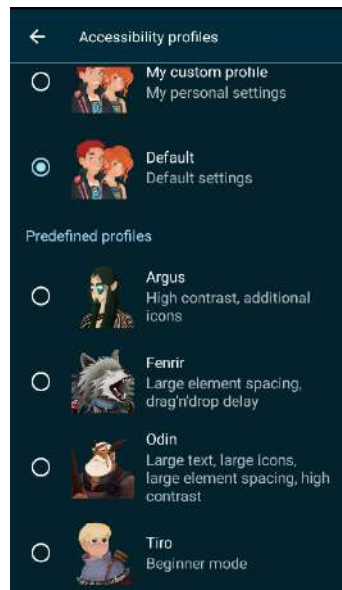 Accessibility profiles
My custom profile
My personal settings
Default
Default settings
Predefined profiles
Argus
High contrast, additional
icons
Fenrir
Large element spacing,
drag'n'drop delay
Odin
Large text, large icons,
large element spacing, high
contrast
Tiro
Beginner mode